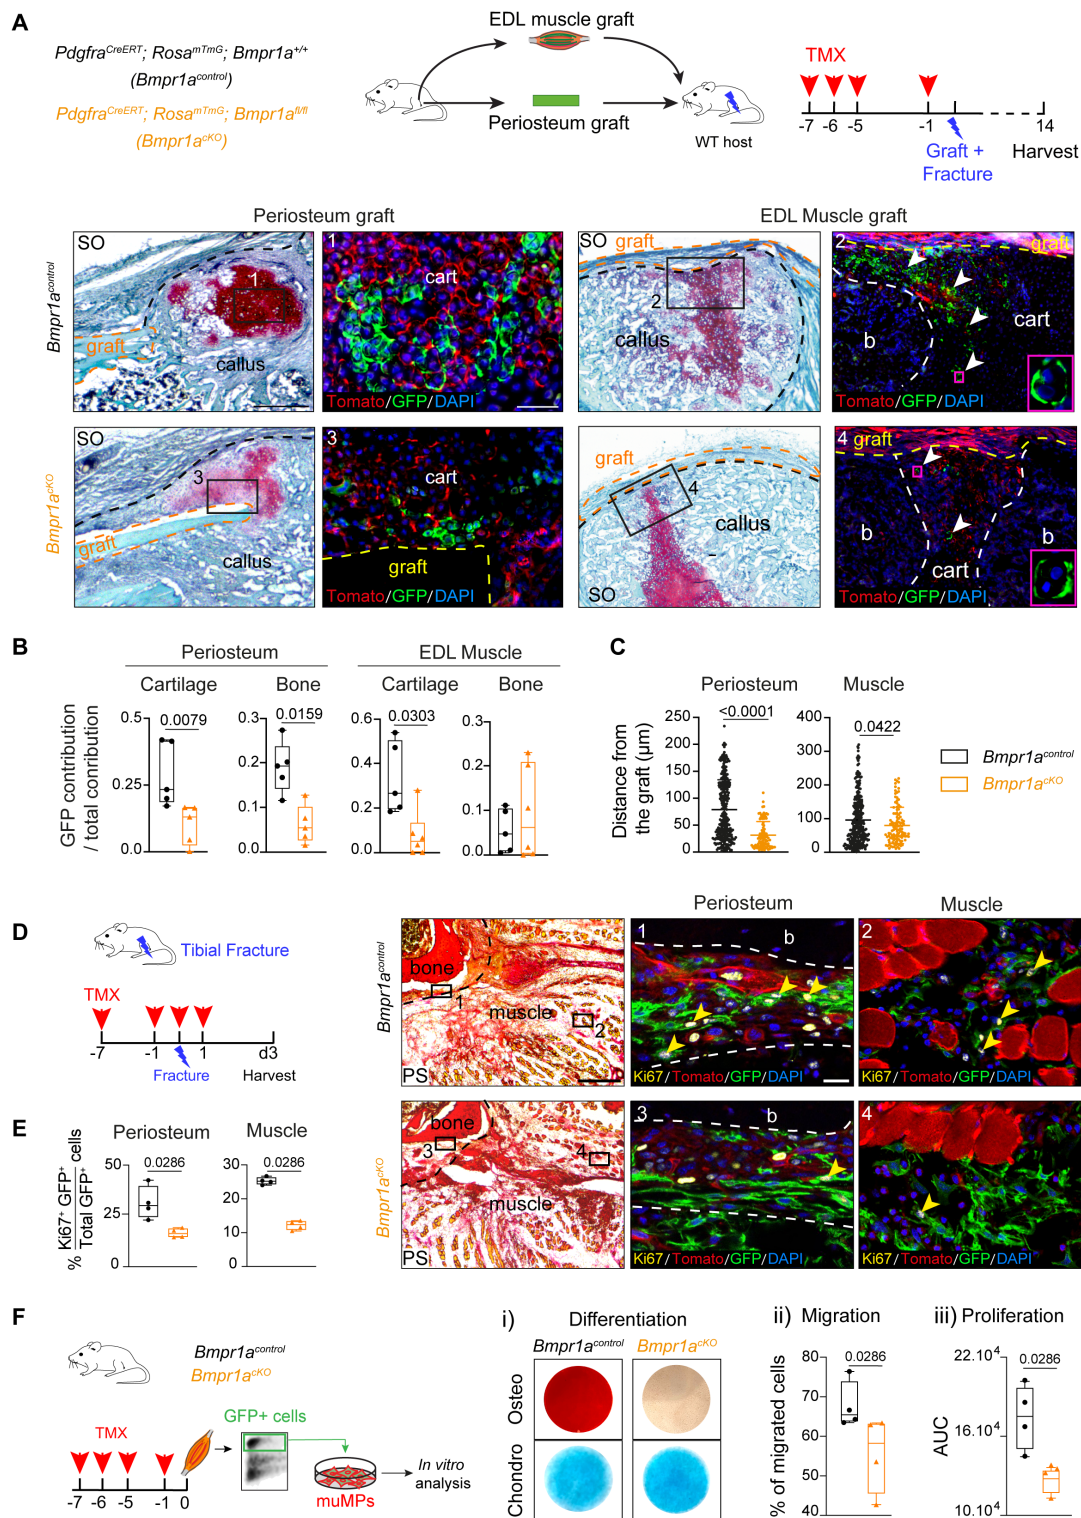 A
Pdgfra^CreERT; Rosa^mTmG; Bmpr1a^+/+
(Bmpr1a^control)
Pdgfra^CreERT; Rosa^mTmG; Bmpr1a^fl/fl
(Bmpr1a^cKO)
EDL muscle graft
Periosteum graft
WT host
TMX
-7 -6 -5 -1 14
Graft +
Fracture
Harvest
Periosteum graft
EDL Muscle graft
Bmpr1a^control
SO
1
graft
callus
1
cart
Tomato/GFP/DAPI
SO
graft
2
callus
2
graft
cart
b
Tomato/GFP/DAPI
Bmpr1a^cKO
SO
3
graft
callus
3
cart
graft
Tomato/GFP/DAPI
graft
4
callus
SO
4
graft
b
b
cart
Tomato/GFP/DAPI
B
Periosteum
EDL Muscle
Cartilage
Bone
Cartilage
Bone
GFP contribution
/ total conribution
0.5
0.25
0
0.0079
0.3
0.2
0.1
0
0.0159
0.6
0.4
0.2
0
0.0303
0.3
0.2
0.1
0.0
C
Periosteum
Muscle
Distance from
the graft (µm)
250
200
150
100
50
0
<0.0001
400
300
200
100
0
0.0422
Bmpr1a^control
Bmpr1a^cKO
D
Tibial Fracture
TMX
-7 -1 1 d3
Fracture
Harvest
Periosteum
Muscle
Bmpr1a^control
bone
1
muscle
2
PS
1
b
Ki67/Tomato/GFP/DAPI
2
Ki67/Tomato/GFP/DAPI
Bmpr1a^cKO
bone
3
4
muscle
PS
3
b
Ki67/Tomato/GFP/DAPI
4
Ki67/Tomato/GFP/DAPI
E
Periosteum
Muscle
% Ki67⁺ GFP⁺ cells
Total GFP⁺
50
25
0
0.0286
30
20
10
0
0.0286
F
Bmpr1a^control
Bmpr1a^cKO
TMX
-7 -6 -5 -1 0
GFP+ cells
muMPs
In vitro
analysis
i)
Differentiation
Bmpr1a^control
Bmpr1a^cKO
Osteo
Chondro
ii) Migration
% of migrated cells
80
70
60
50
40
0.0286
iii) Proliferation
AUC
22.10⁴
16.10⁴
10.10⁴
0.0286